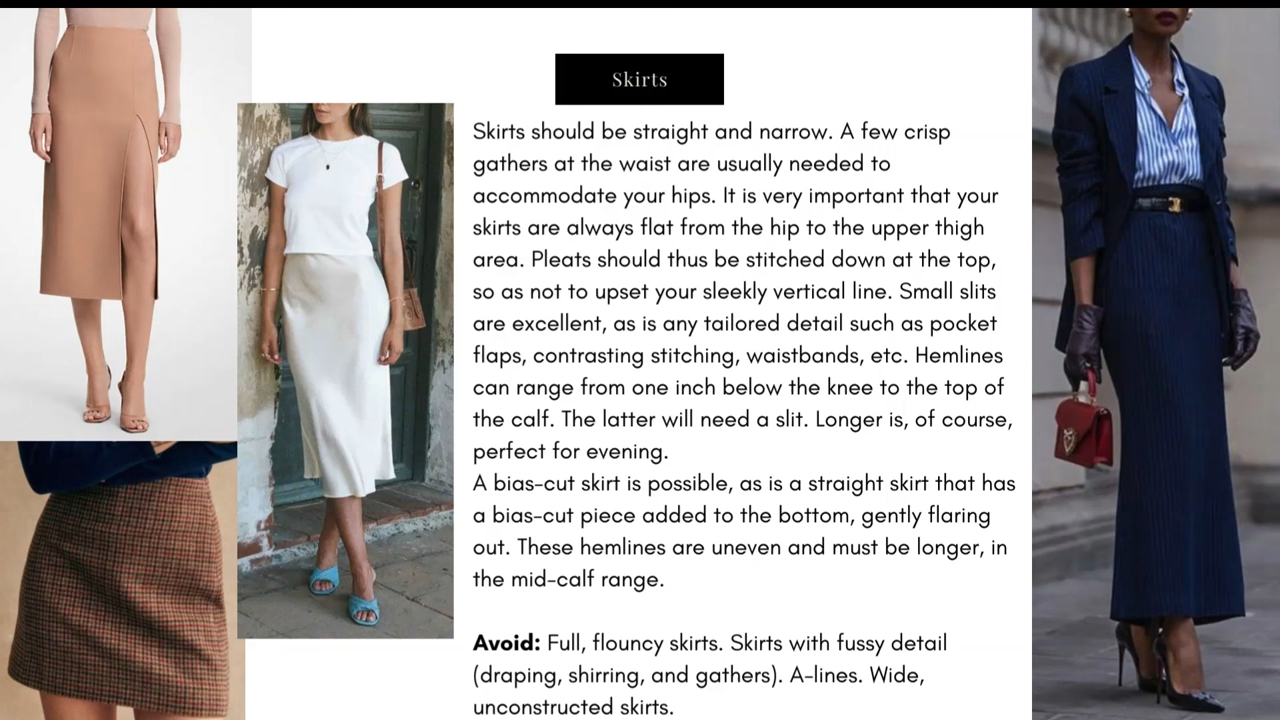 Skirts
Skirts should be straight and narrow. A few crisp
gathers at the waist are usually needed to
accommodate your hips. It is very important that your
skirts are always flat from the hip to the upper thigh
area. Pleats should thus be stitched down at the top,
so as not to upset your sleekly vertical line. Small slits
are excellent, as is any tailored detail such as pocket
flaps, contrasting stitching, waistbands, etc. Hemlines
can range from one inch below the knee to the top of
the calf. The latter will need a slit. Longer is, of course,
perfect for evening.
A bias-cut skirt is possible, as is a straight skirt that has
a bias-cut piece added to the bottom, gently flaring
out. These hemlines are uneven and must be longer, in
the mid-calf range.
Avoid: Full, flouncy skirts. Skirts with fussy detail
(draping, shirring, and gathers). A-lines. Wide,
unconstructed skirts.